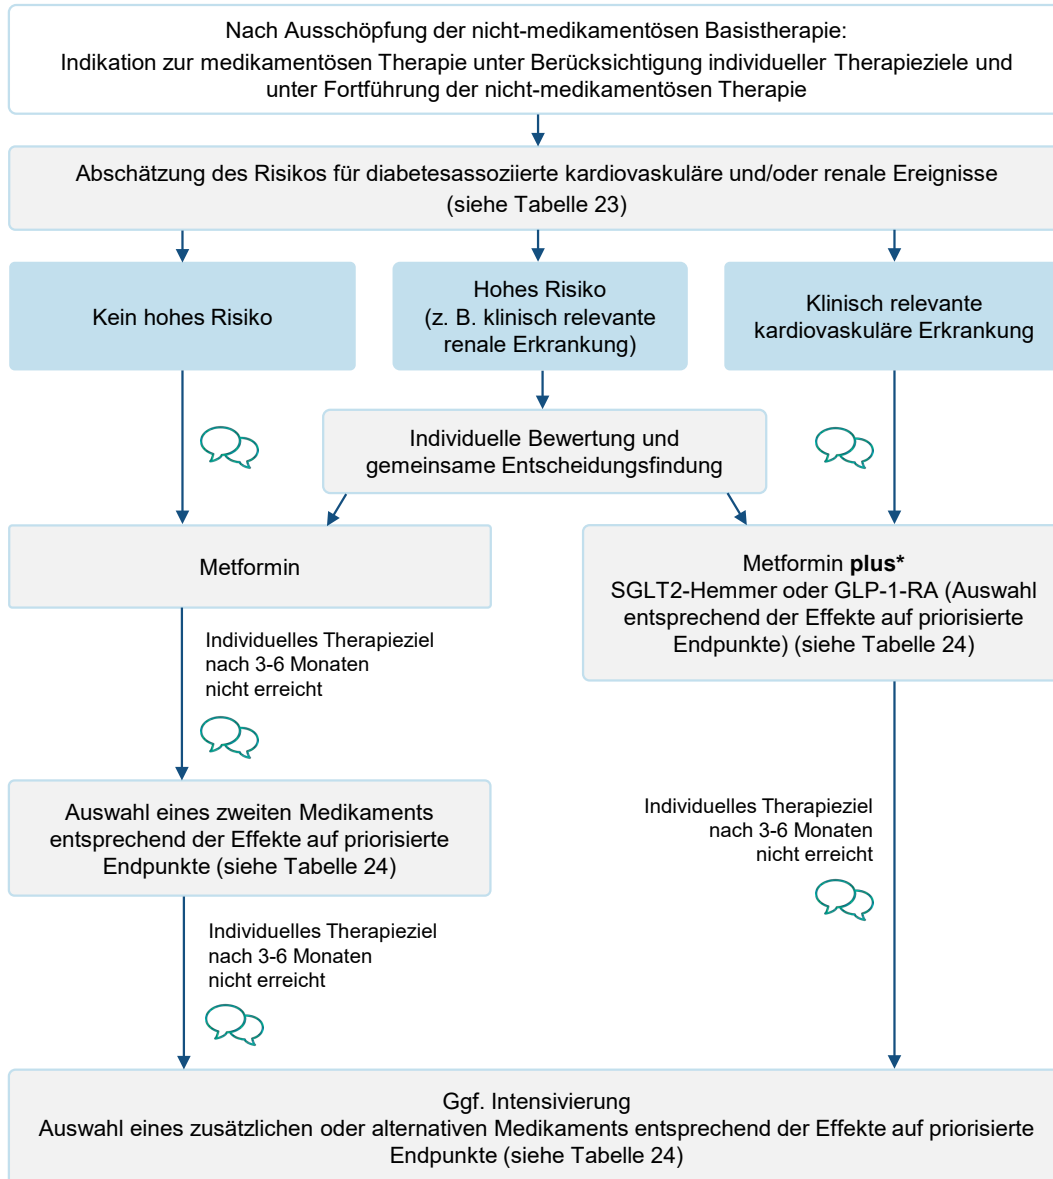 Nach Ausschöpfung der nicht-medikamentösen Basistherapie:
Indikation zur medikamentösen Therapie unter Berücksichtigung individueller Therapieziele und
unter Fortführung der nicht-medikamentösen Therapie
Abschätzung des Risikos für diabetesassoziierte kardiovaskuläre und/oder renale Ereignisse
(siehe Tabelle 23)
Kein hohes Risiko
Hohes Risiko
(z. B. klinisch relevante
renale Erkrankung)
Klinisch relevante
kardiovaskuläre Erkrankung
Individuelle Bewertung und
gemeinsame Entscheidungsfindung
Metformin
Metformin plus*
SGLT2-Hemmer oder GLP-1-RA (Auswahl
entsprechend der Effekte auf priorisierte
Endpunkte) (siehe Tabelle 24)
Individuelles Therapieziel
nach 3-6 Monaten
nicht erreicht
Auswahl eines zweiten Medikaments
entsprechend der Effekte auf priorisierte
Endpunkte (siehe Tabelle 24)
Individuelles Therapieziel
nach 3-6 Monaten
nicht erreicht
Individuelles Therapieziel
nach 3-6 Monaten
nicht erreicht
Ggf. Intensivierung
Auswahl eines zusätzlichen oder alternativen Medikaments entsprechend der Effekte auf priorisierte
Endpunkte (siehe Tabelle 24)